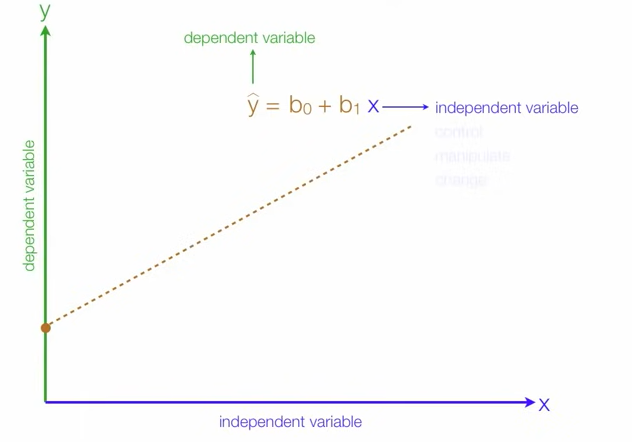 y
dependent variable
ŷ = b₀ + b₁ x
independent variable
control
manipulate
change
dependent variable
x
independent variable